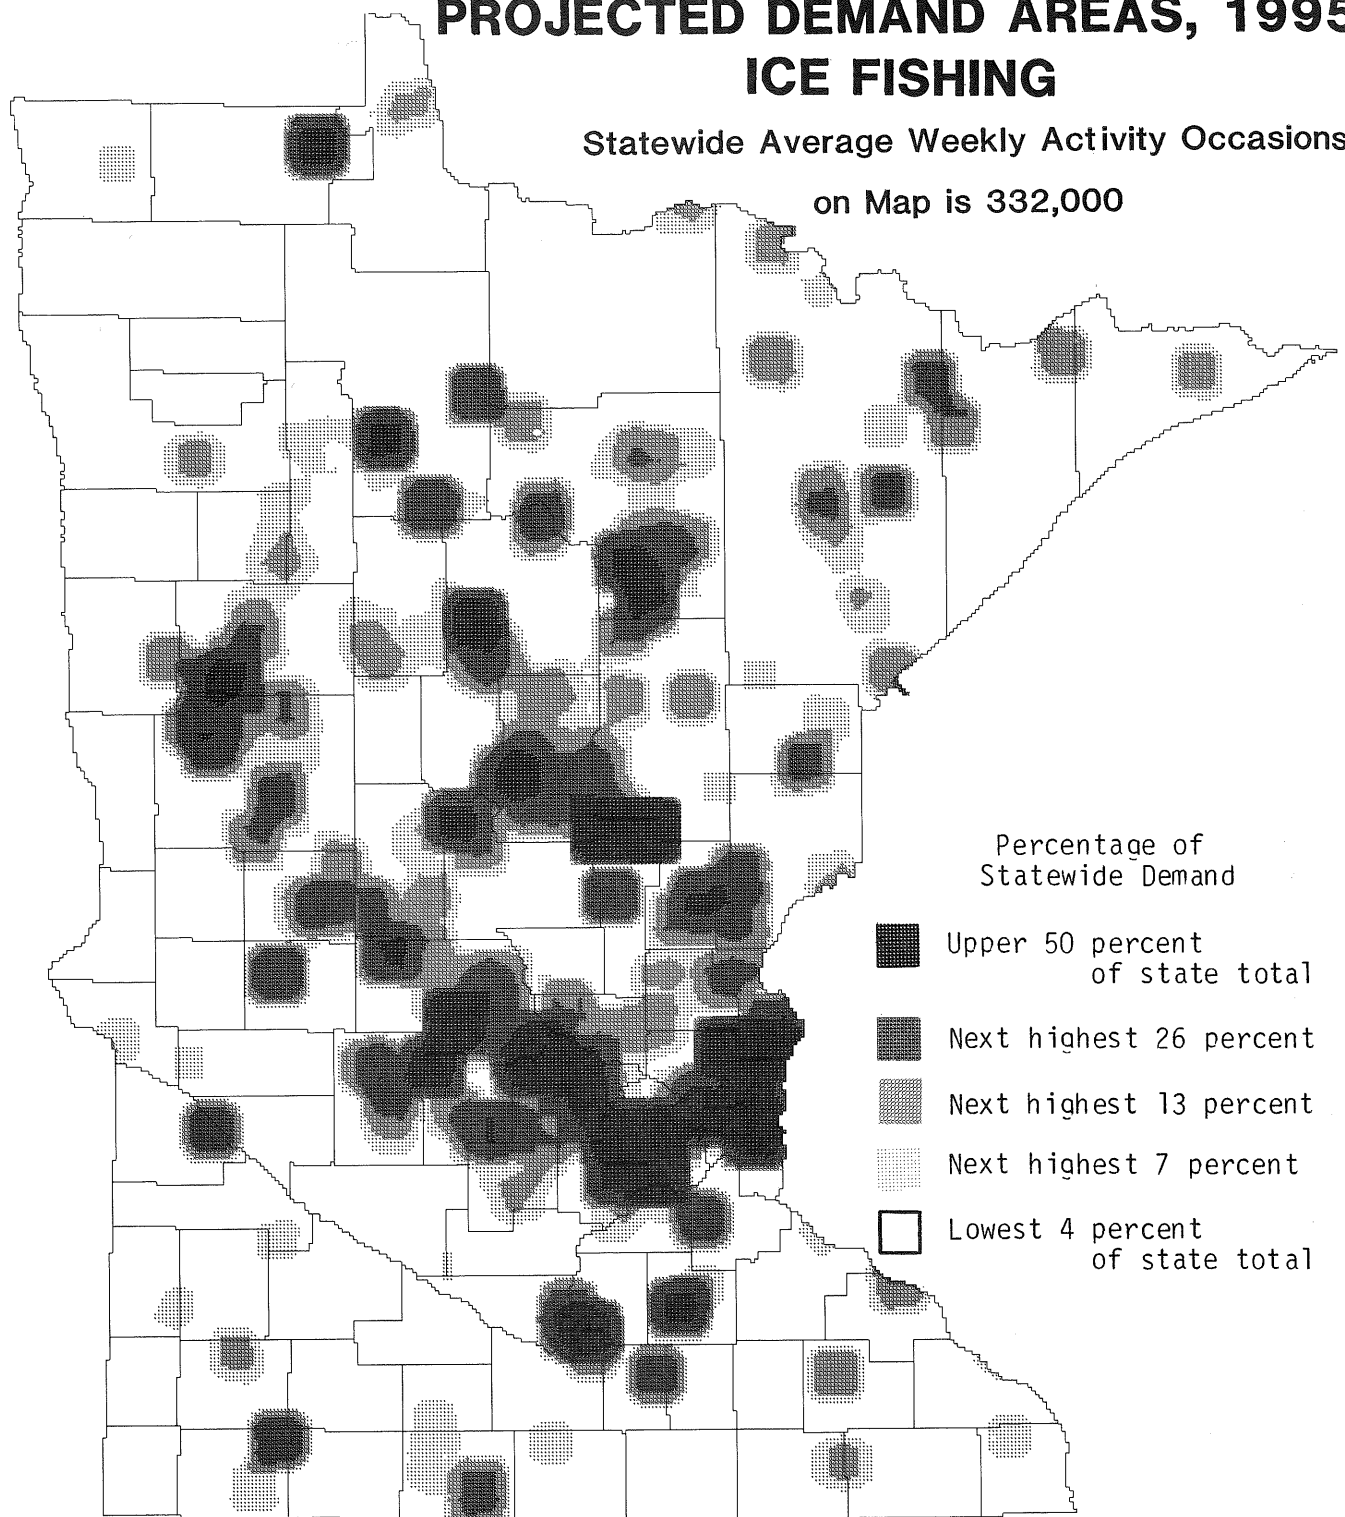 PROJECTED DEMAND AREAS, 1995
ICE FISHING
Statewide Average Weekly Activity Occasions
on Map is 332,000
Percentage of
Statewide Demand
Upper 50 percent
of state total
Next highest 26 percent
Next highest 13 percent
Next highest 7 percent
Lowest 4 percent
of state total